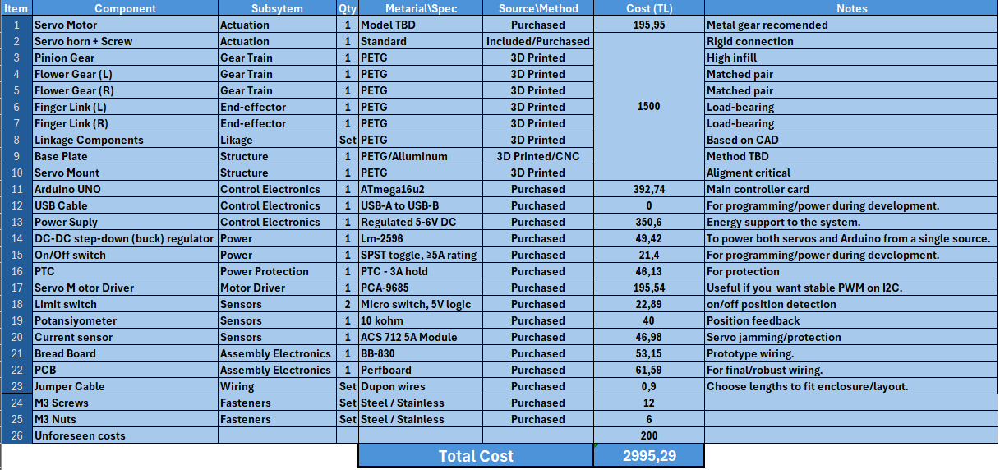 Item Component Subsytem Qty Metarial\Spec Source\Method Cost (TL) Notes
1 Servo Motor Actuation 1 Model TBD Purchased 195,95 Metal gear recomended
2 Servo horn + Screw Actuation 1 Standard Included/Purchased Rigid connection
3 Pinion Gear Gear Train 1 PETG 3D Printed High infill
4 Flower Gear (L) Gear Train 1 PETG 3D Printed Matched pair
5 Flower Gear (R) Gear Train 1 PETG 3D Printed Matched pair
6 Finger Link (L) End-effector 1 PETG 3D Printed 1500 Load-bearing
7 Finger Link (R) End-effector 1 PETG 3D Printed Load-bearing
8 Linkage Components Likage Set PETG 3D Printed Based on CAD
9 Base Plate Structure 1 PETG/Alluminum 3D Printed/CNC Method TBD
10 Servo Mount Structure 1 PETG 3D Printed Aligment critical
11 Arduino UNO Control Electronics 1 ATmega16u2 Purchased 392,74 Main controller card
12 USB Cable Control Electronics 1 USB-A to USB-B Purchased 0 For programming/power during development.
13 Power Suply Control Electronics 1 Regulated 5-6V DC Purchased 350,6 Energy support to the system.
14 DC-DC step-down (buck) regulator Power 1 Lm-2596 Purchased 49,42 To power both servos and Arduino from a single source.
15 On/Off switch Power 1 SPST toggle, ≥5A rating Purchased 21,4 For programming/power during development.
16 PTC Power Protection 1 PTC - 3A hold Purchased 46,13 For protection
17 Servo M otor Driver Motor Driver 1 PCA-9685 Purchased 195,54 Useful if you want stable PWM on I2C.
18 Limit switch Sensors 2 Micro switch, 5V logic Purchased 22,89 on/off position detection
19 Potansiyometer Sensors 1 10 kohm Purchased 40 Position feedback
20 Current sensor Sensors 1 ACS 712 5A Module Purchased 46,98 Servo jamming/protection
21 Bread Board Assembly Electronics 1 BB-830 Purchased 53,15 Prototype wiring.
22 PCB Assembly Electronics 1 Perfboard Purchased 61,59 For final/robust wiring.
23 Jumper Cable Wiring Set Dupon wires Purchased 0,9 Choose lengths to fit enclosure/layout.
24 M3 Screws Fasteners Set Steel / Stainless Purchased 12
25 M3 Nuts Fasteners Set Steel / Stainless Purchased 6
26 Unforeseen costs 200
Total Cost 2995,29